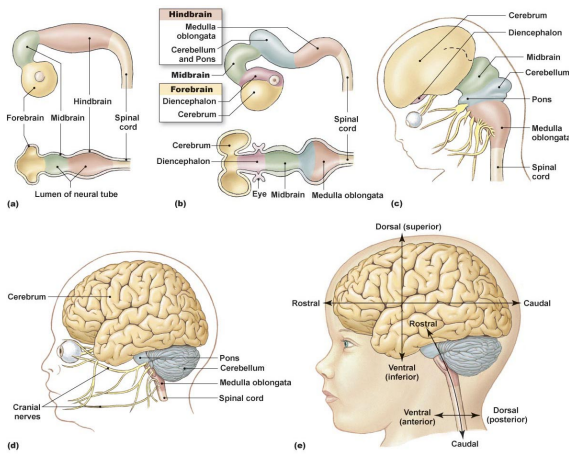 Forebrain
Midbrain
Hindbrain
Spinal
cord
Lumen of neural tube
(a)
Hindbrain
Medulla
oblongata
Cerebellum
and Pons
Midbrain
Forebrain
Diencephalon
Cerebrum
Spinal
cord
Cerebrum
Diencephalon
Eye
Midbrain
Medulla oblongata
(b)
Cerebrum
Diencephalon
Midbrain
Cerebellum
Pons
Medulla
oblongata
Spinal
cord
(c)
Cerebrum
Pons
Cerebellum
Medulla oblongata
Spinal cord
Cranial
nerves
(d)
Dorsal (superior)
Rostral
Caudal
Rostral
Ventral
(inferior)
Ventral
(anterior)
Dorsal
(posterior)
Caudal
(e)